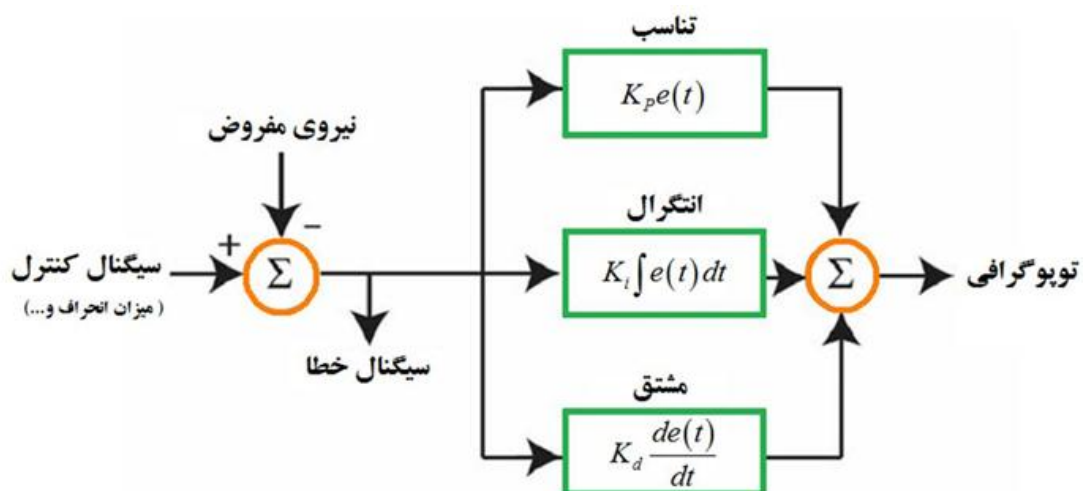 تناسب
K_P e(t)
نیروی مفروض
+
−
Σ
سیگنال کنترل
(میزان انحراف و...)
سیگنال خطا
انتگرال
K_i ∫ e(t) dt
Σ
توپوگرافی
مشتق
K_d de(t)/dt